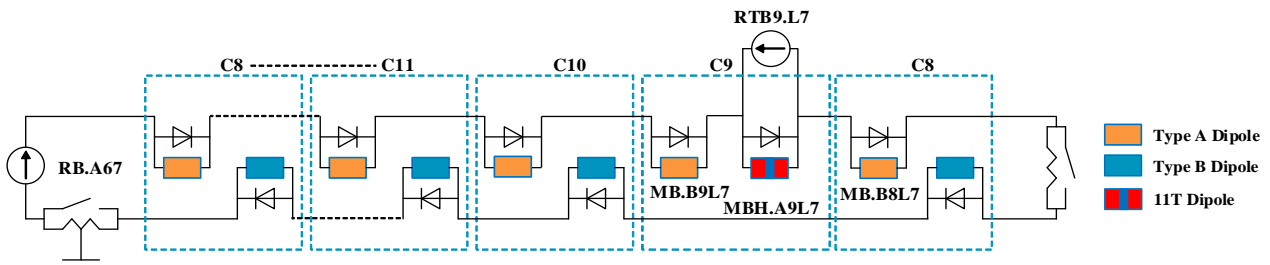 RTB9.L7
C8
C11
C10
C9
C8
RB.A67
MB.B9L7
MBH.A9L7
MB.B8L7
Type A Dipole
Type B Dipole
11T Dipole